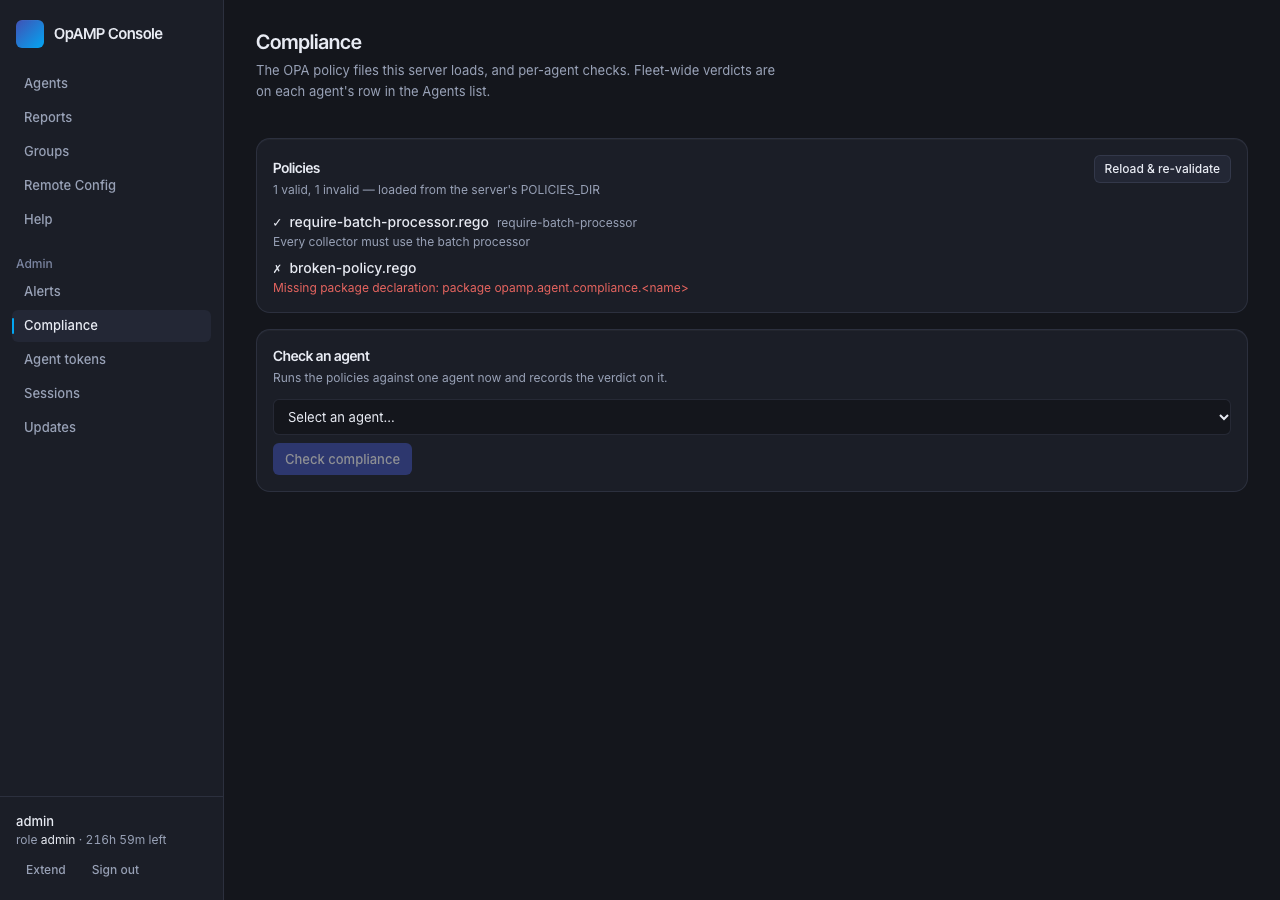 OpAMP Console
Agents
Reports
Groups
Remote Config
Help
Admin
Alerts
Compliance
Agent tokens
Sessions
Updates
admin
role admin · 216h 59m left
Extend Sign out
Compliance
The OPA policy files this server loads, and per-agent checks. Fleet-wide verdicts are
on each agent's row in the Agents list.
Policies
Reload & re-validate
1 valid, 1 invalid — loaded from the server's POLICIES_DIR
✓ require-batch-processor.rego require-batch-processor
Every collector must use the batch processor
✗ broken-policy.rego
Missing package declaration: package opamp.agent.compliance.<name>
Check an agent
Runs the policies against one agent now and records the verdict on it.
Select an agent...
Check compliance